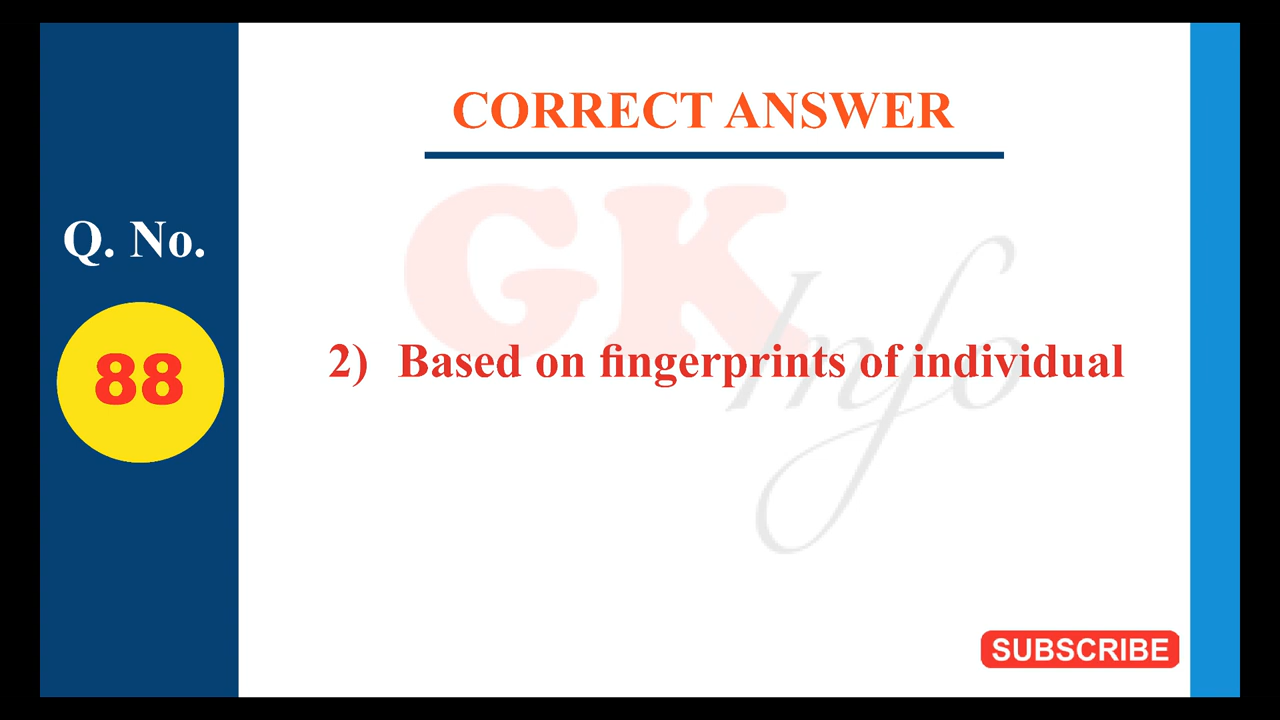 CORRECT ANSWER
Q. No.
88
GK
Info
2) Based on fingerprints of individual
SUBSCRIBE